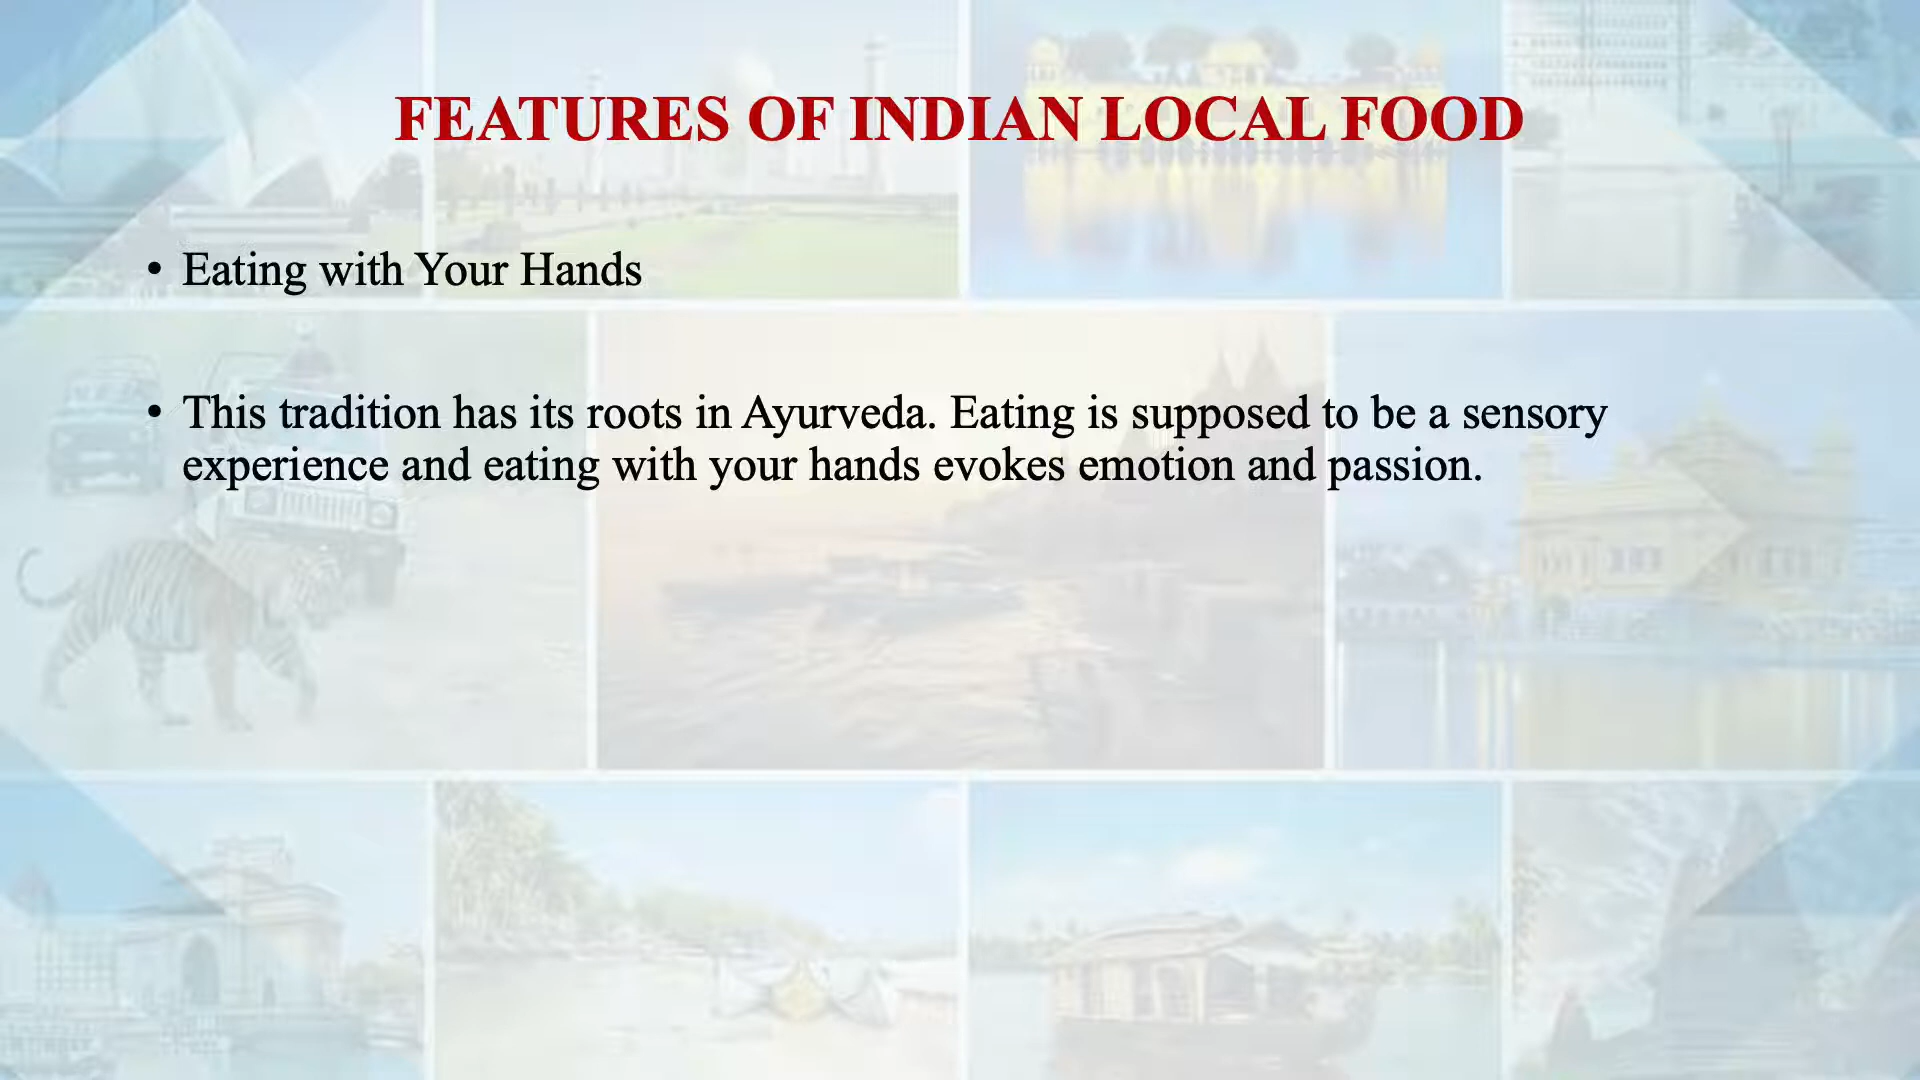 FEATURES OF INDIAN LOCAL FOOD
• Eating with Your Hands
• This tradition has its roots in Ayurveda. Eating is supposed to be a sensory
experience and eating with your hands evokes emotion and passion.